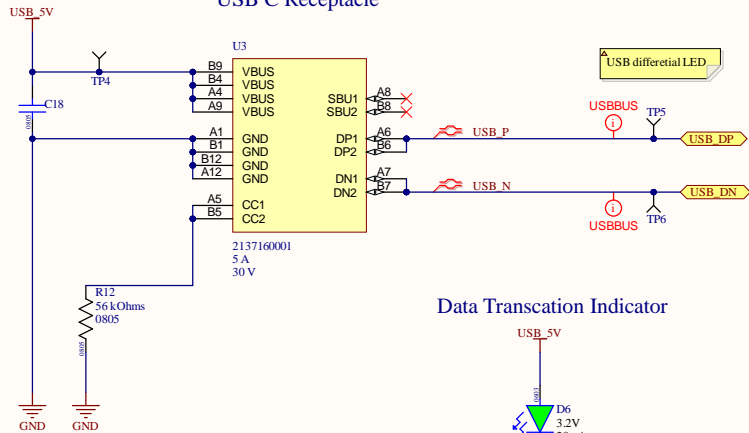 USB C Receptacle
USB_5V
U3
TP4
B9 VBUS
B4 VBUS
A4 VBUS
A9 VBUS
SBU1 A8
SBU2 B8
C18
0805
A1 GND
B1 GND
B12 GND
A12 GND
DP1 A6
DP2 B6
DN1 A7
DN2 B7
A5 CC1
B5 CC2
2137160001
5 A
30 V
USB differetial LED
USBBUS
i
TP5
USB_P
USB_DP
USB_N
USB_DN
i
USBBUS
TP6
R12
56 kOhms
0805
0805
GND
GND
Data Transcation Indicator
USB_5V
0603
D6
3.2V